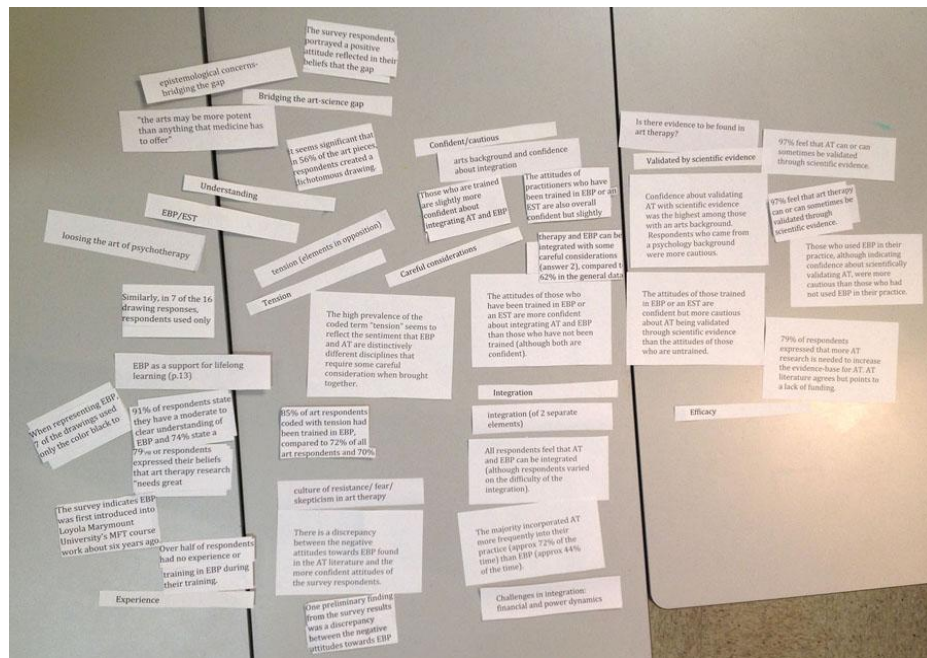 The survey respondents
portrayed a positive
attitude reflected in their
beliefs that the gap
epistemological concerns-
bridging the gap
Bridging the art-science gap
"the arts may be more potent
than anything that medicine has
to offer"
It seems significant that
in 56% of the art pieces,
respondents created a
dichotomous drawing.
Understanding
EBP/EST
loosing the art of psychotherapy
tension (elements in opposition)
Tension
Similarly, in 7 of the 16
drawing responses,
respondents used only
The high prevalence of the
coded term "tension" seems to
reflect the sentiment that EBP
and AT are distinctively
different disciplines that
require some careful
consideration when brought
together.
EBP as a support for lifelong
learning (p.13)
When representing EBP,
7 of the drawings used
only the color black to
91% of respondents state
they have a moderate to
clear understanding of
EBP and 74% state a
79% of respondents
expressed their beliefs
that art therapy research
"needs great
85% of art respondents
coded with tension had
been trained in EBP,
compared to 72% of all
art respondents and 70%
culture of resistance/ fear/
skepticism in art therapy
The survey indicates EBP
was first introduced into
Loyola Marymount
University's MFT course
work about six years ago
Over half of respondents
had no experience or
training in EBP during
their training.
Experience
There is a discrepancy
between the negative
attitudes towards EBP found
in the AT literature and the
more confident attitudes of
the survey respondents.
One preliminary finding
from the survey results
was a discrepancy
between the negative
attitudes towards EBP
Confident/cautious
arts background and confidence
about integration
Those who are trained
are slightly more
confident about
integrating AT and EBP
The attitudes of
practitioners who have
been trained in EBP or an
EST are also overall
confident but slightly
Careful considerations
therapy and EBP can be
integrated with some
careful considerations
(answer 2), compared to
62% in the general data
The attitudes of those who
have been trained in EBP or
an EST are more confident
about integrating AT and EBP
than those who have not been
trained (although both are
confident).
Integration
integration (of 2 separate
elements)
All respondents feel that AT
and EBP can be integrated
(although respondents varied
on the difficulty of the
integration).
The majority incorporated AT
more frequently into their
practice (approx 72% of the
time) than EBP (approx 44%
of the time).
Challenges in integration:
financial and power dynamics
Is there evidence to be found in
art therapy?
Validated by scientific evidence
Confidence about validating
AT with scientific evidence
was the highest among those
with an arts background.
Respondents who came
from a psychology background
were more cautious.
The attitudes of those trained
in EBP or an EST are
confident but more cautious
about AT being validated
through scientific evidence
than the attitudes of those
who are untrained.
Efficacy
97% feel that AT can or can
sometimes be validated
through scientific evidence.
97% feel that art therapy
can or can sometimes be
validated through
scientific evidence.
Those who used EBP in their
practice, although indicating
confidence about scientifically
validating AT, were more
cautious than those who had
not used EBP in their practice.
79% of respondents
expressed that more AT
research is needed to increase
the evidence-base for AT. AT
literature agrees but points to
a lack of funding.